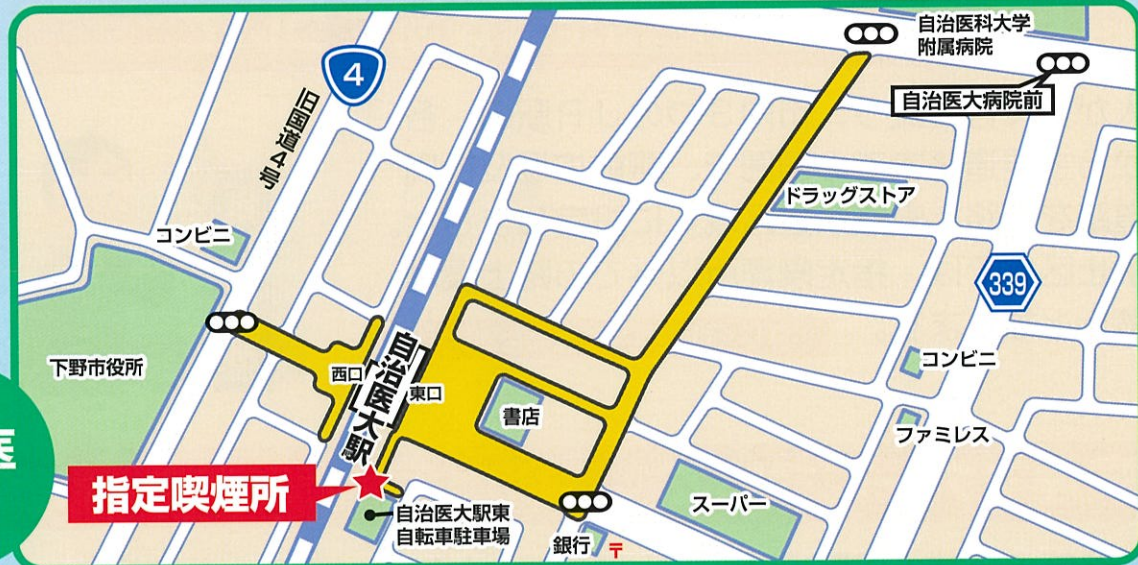 自治医科大学
附属病院
自治医大病院前
4
旧国道4号
ドラッグストア
コンビニ
339
下野市役所
西口
自治医大駅
東口
書店
コンビニ
ファミレス
医
指定喫煙所
自治医大駅東
自転車駐車場
スーパー
銀行
〒